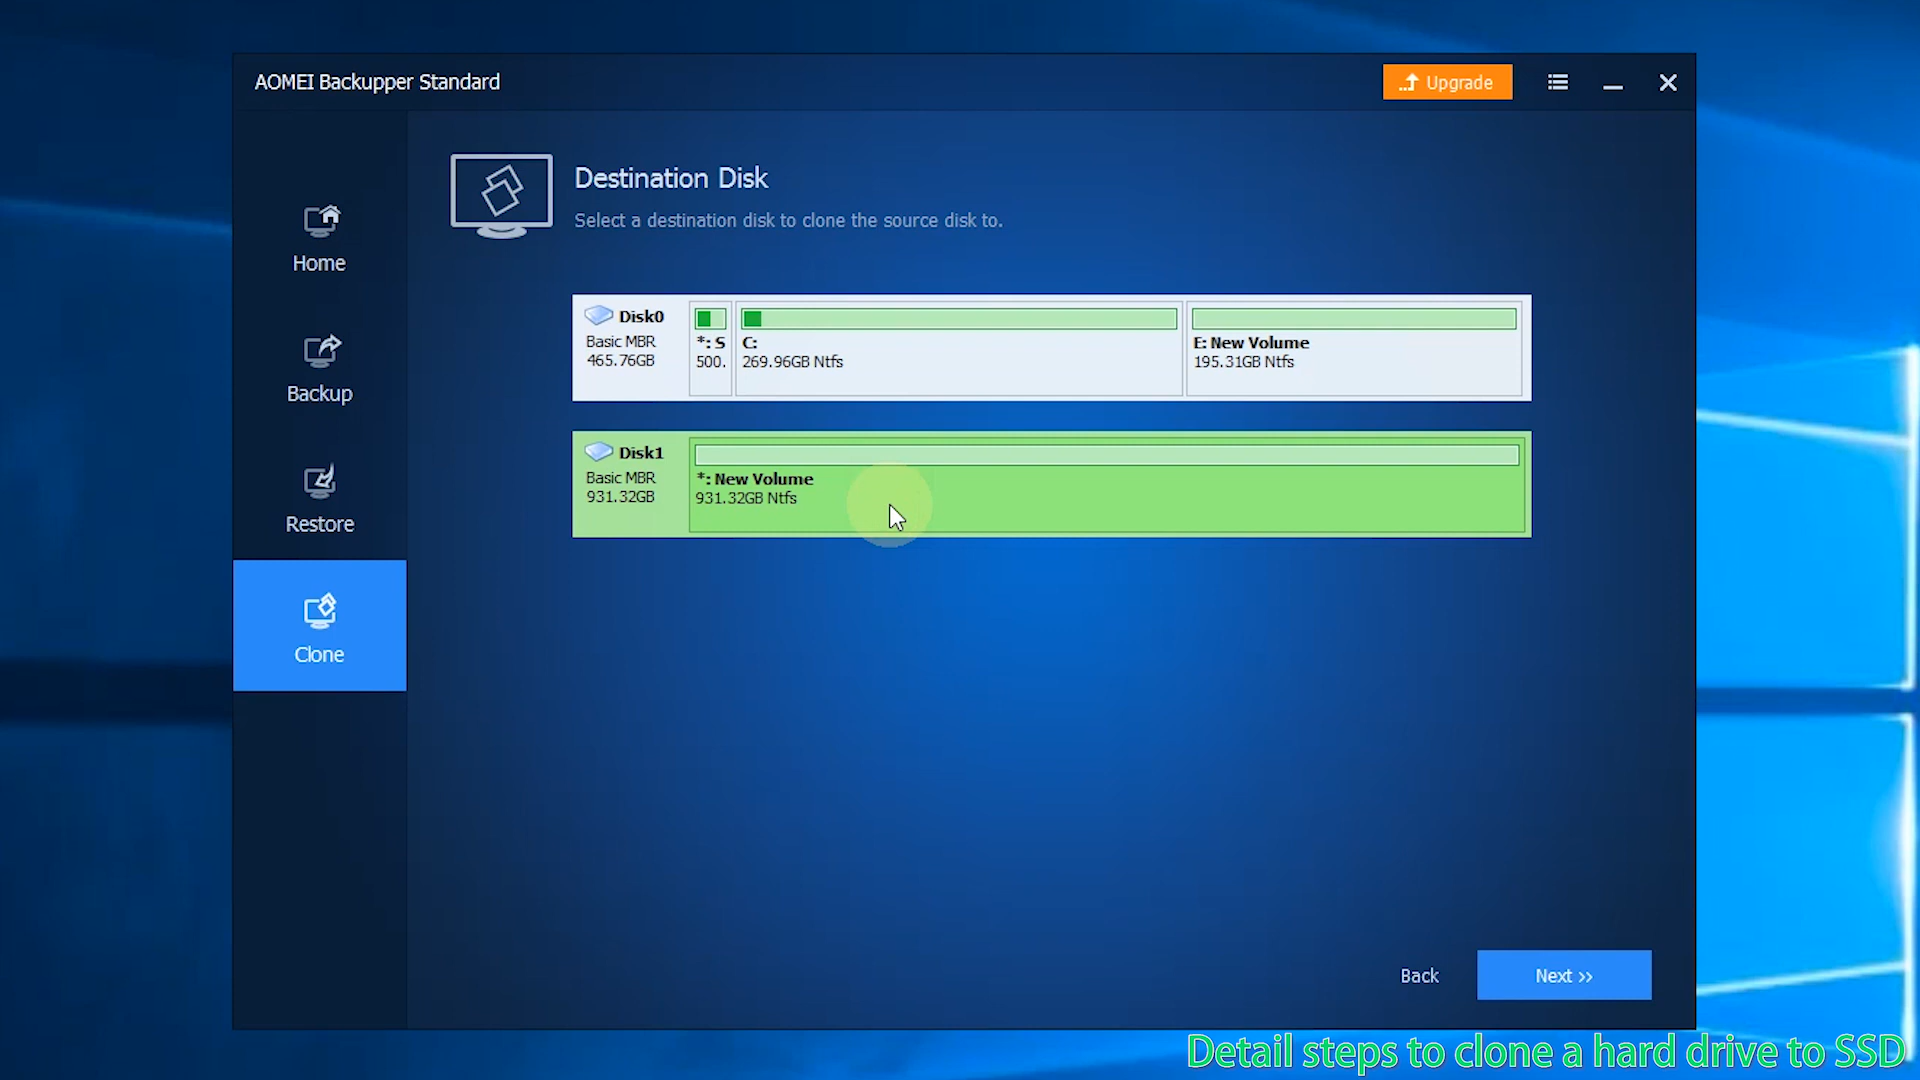 AOMEI Backupper Standard
Upgrade
Home
Backup
Restore
Clone
Destination Disk
Select a destination disk to clone the source disk to.
Disk0
Basic MBR
465.76GB
*: S
500.
C:
269.96GB Ntfs
E: New Volume
195.31GB Ntfs
Disk1
Basic MBR
931.32GB
*: New Volume
931.32GB Ntfs
Back
Next >>
Detail steps to clone a hard drive to SSD